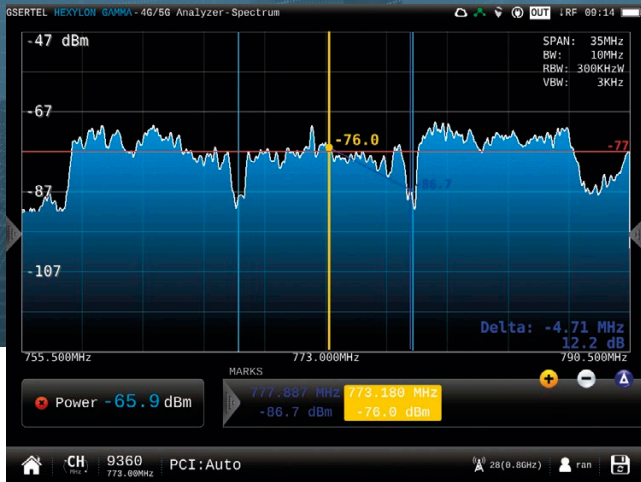 GSERTEL HEXYLON GAMMA-4G/5G Analyzer-Spectrum OUT ↓RF 09:14
-47 dBm
SPAN: 35MHz
BW: 10MHz
RBW: 300KHzW
VBW: 3KHz
-67
-76.0
-77
-87
-86.7
-107
Delta: -4.71 MHz
12.2 dB
755.500MHz 773.000MHz 790.500MHz
MARKS
Power -65.9 dBm
777.887 MHz 773.180 MHz
-86.7 dBm -76.0 dBm
CH 9360 PCI:Auto 28(0.8GHz) ran
MHz 773.00MHz